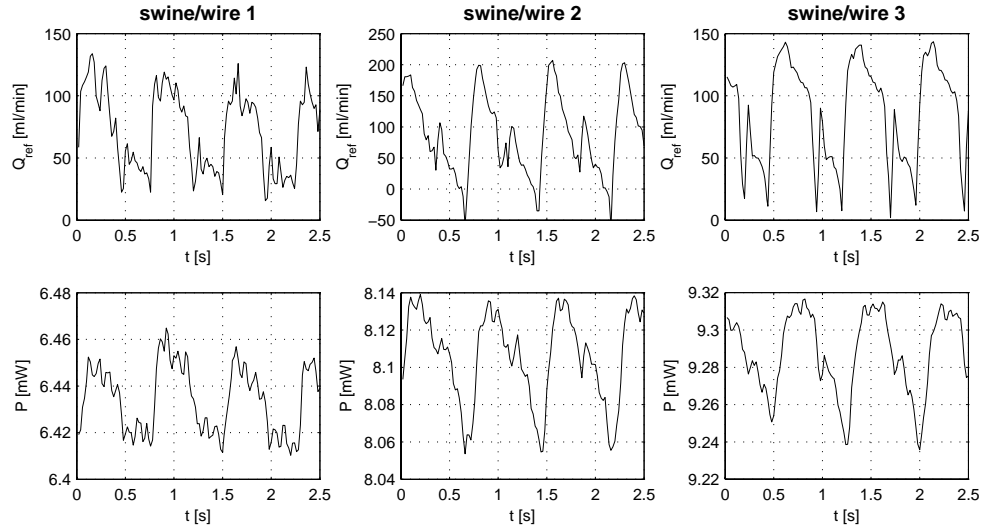 swine/wire 1 swine/wire 2 swine/wire 3
Q_ref [ml/min]
150
100
50
0
0 0.5 1 1.5 2 2.5
t [s]
Q_ref [ml/min]
250
200
150
100
50
0
−50
0 0.5 1 1.5 2 2.5
t [s]
Q_ref [ml/min]
150
100
50
0
0 0.5 1 1.5 2 2.5
t [s]
P [mW]
6.48
6.46
6.44
6.42
6.4
0 0.5 1 1.5 2 2.5
t [s]
P [mW]
8.14
8.12
8.1
8.08
8.06
8.04
0 0.5 1 1.5 2 2.5
t [s]
P [mW]
9.32
9.3
9.28
9.26
9.24
9.22
0 0.5 1 1.5 2 2.5
t [s]